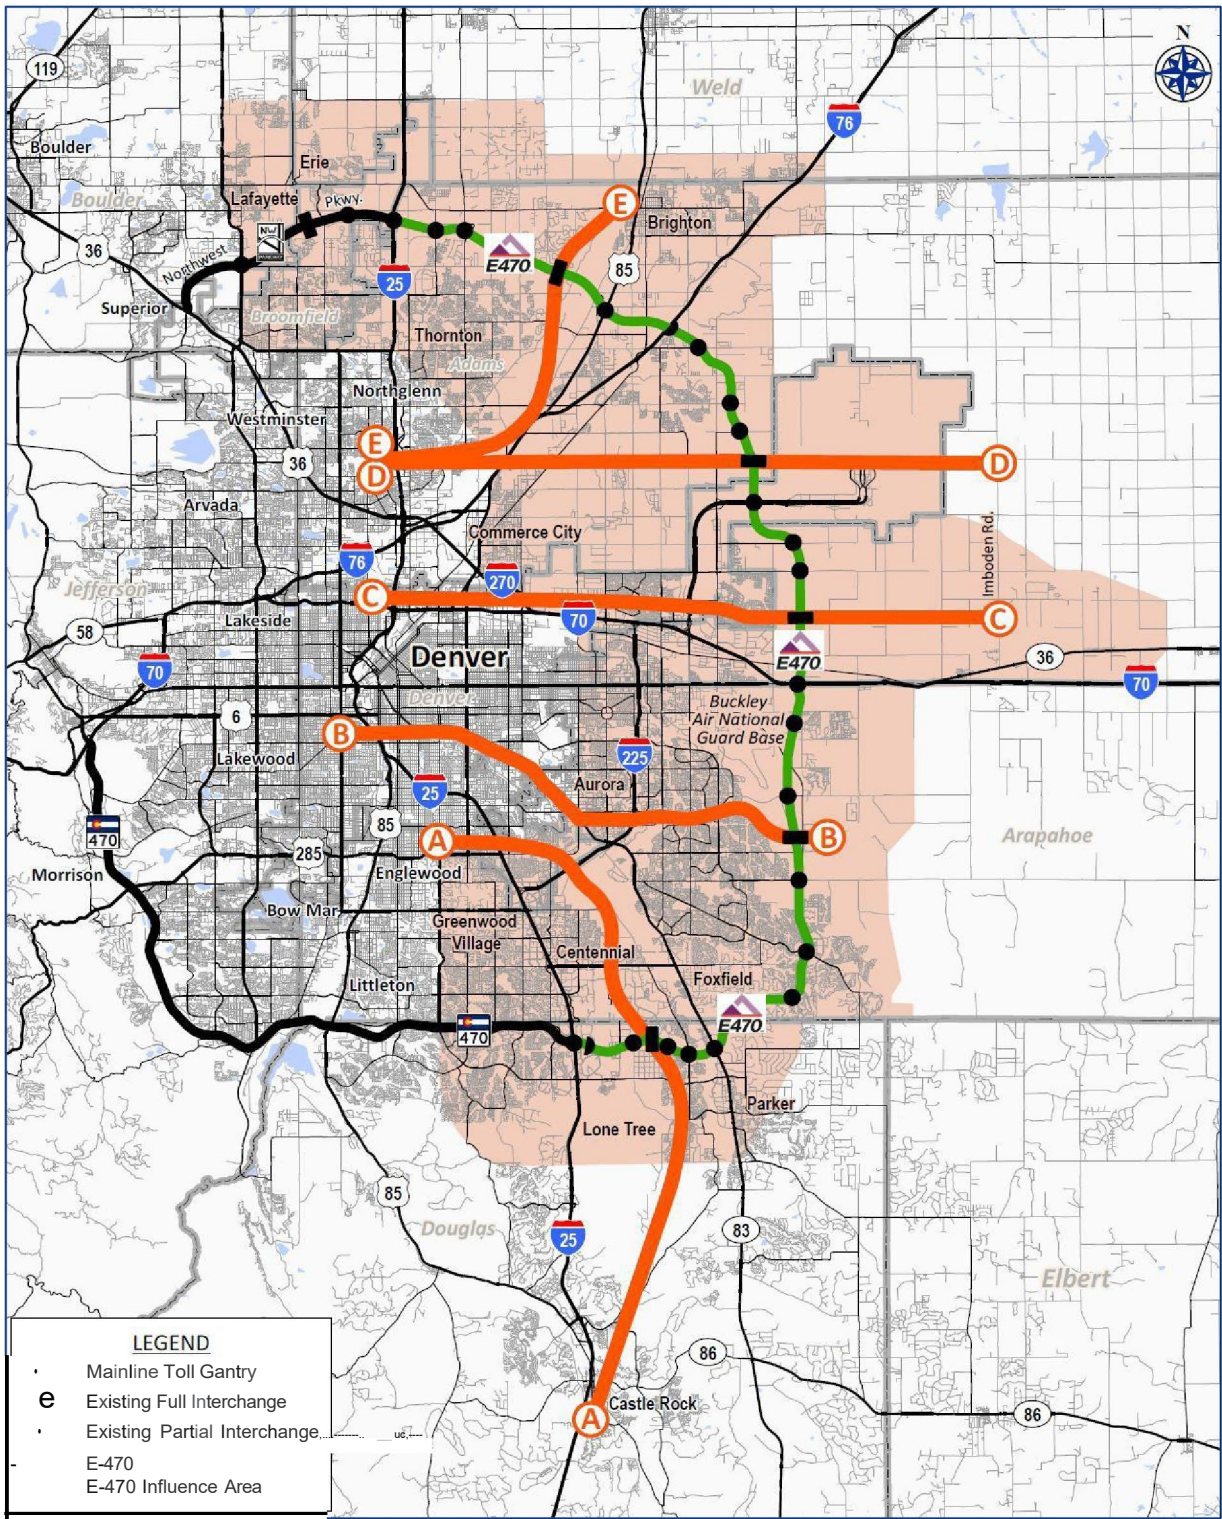 N
119
Weld
76
Boulder
Erie
Boulder
Lafayette
Pkwy.
E
Brighton
NW
36
Northwest
E470
85
25
Superior
Broomfield
Thornton
Adams
Northglenn
Westminster
E
36
D
D
Arvada
Commerce City
Imboden Rd.
76
270
Jefferson
C
70
C
Lakeside
58
E470
36
Denver
70
70
Denve
Buckley
Air National
Guard Base
6
B
225
Lakewood
Aurora
25
85
470
A
B
Arapahoe
285
Morrison
Englewood
Bow Mar
Greenwood
Village
Centennial
Foxfield
Littleton
E470
470
Parker
Lone Tree
85
Douglas
83
25
Elbert
86
Castle Rock
A
86
LEGEND
Mainline Toll Gantry
e Existing Full Interchange
Existing Partial Interchange
E-470
E-470 Influence Area